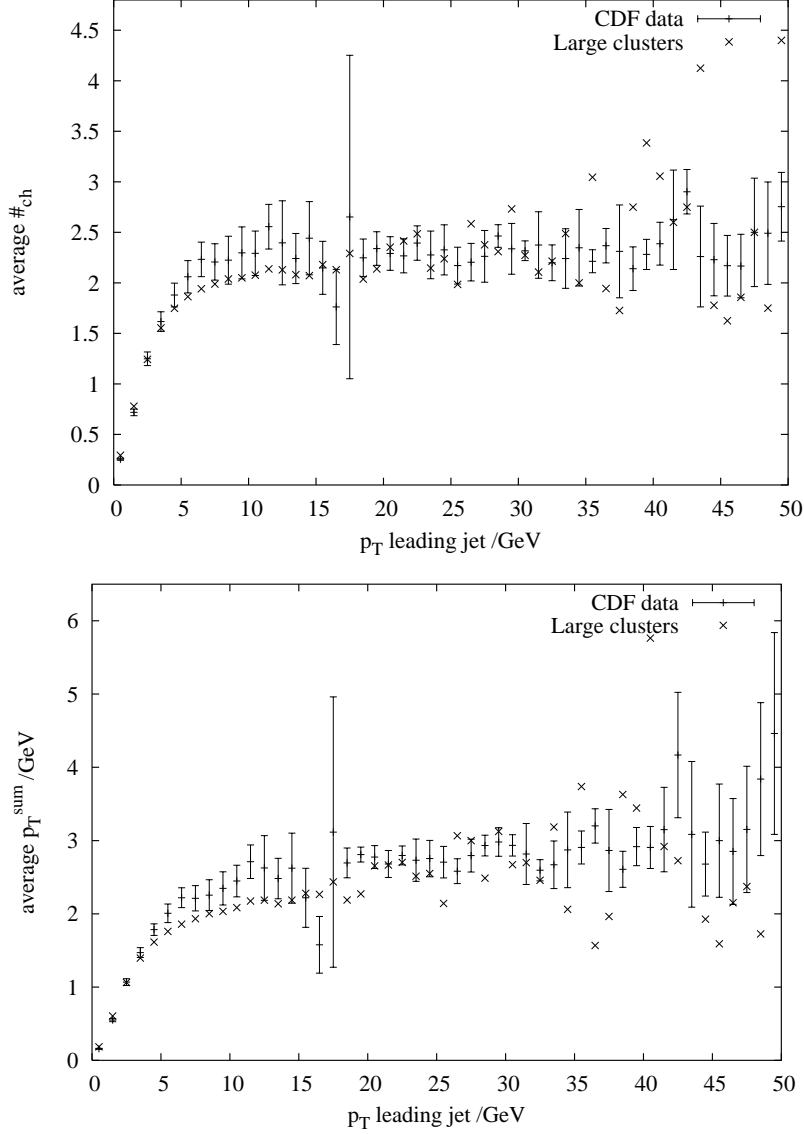 4.5
4
3.5
3
2.5
2
1.5
1
0.5
0
average #ch
CDF data
Large clusters
0 5 10 15 20 25 30 35 40 45 50
pT leading jet /GeV
6
5
4
3
2
1
0
average pTsum /GeV
CDF data
Large clusters
0 5 10 15 20 25 30 35 40 45 50
pT leading jet /GeV